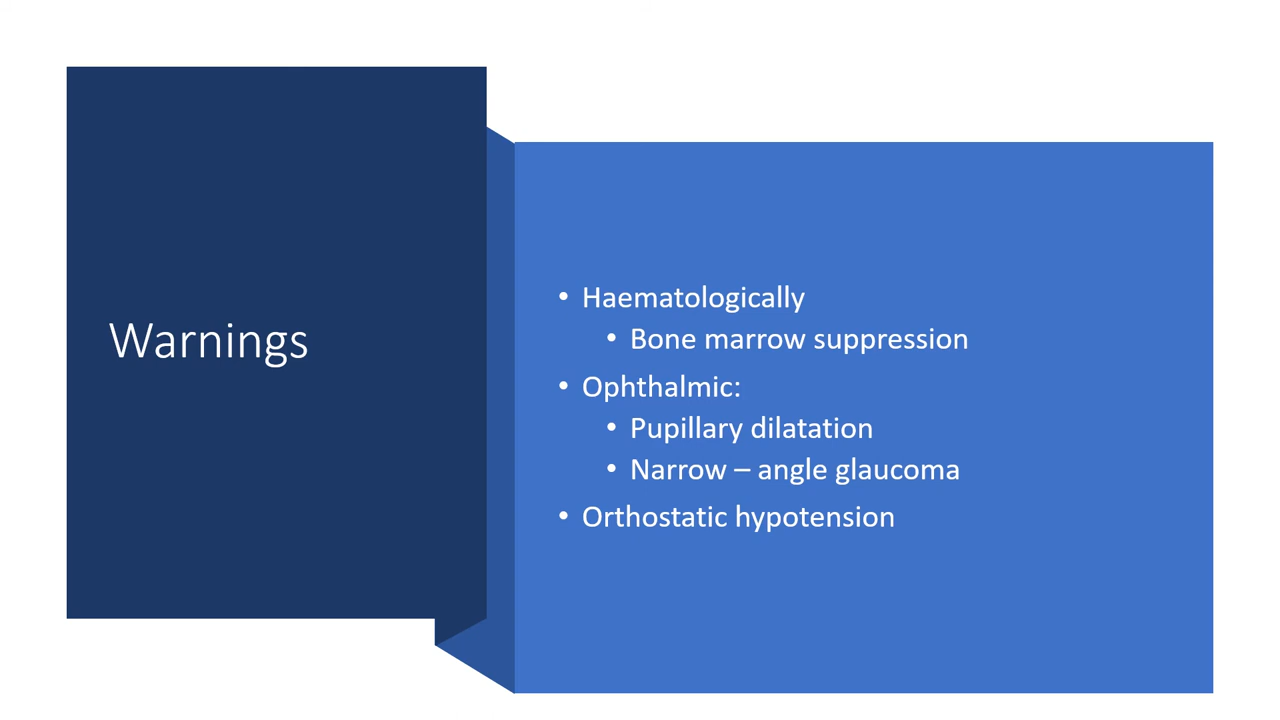 Warnings
• Haematologically
• Bone marrow suppression
• Ophthalmic:
• Pupillary dilatation
• Narrow – angle glaucoma
• Orthostatic hypotension